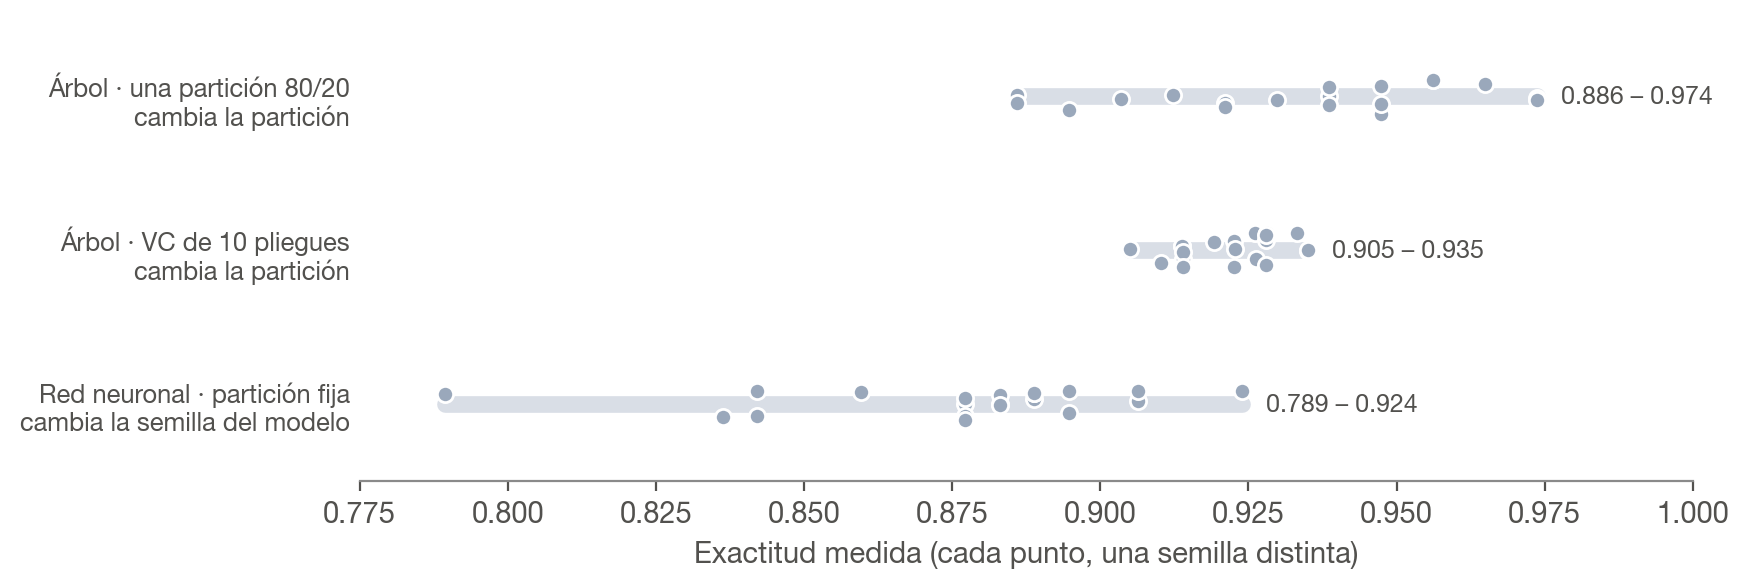 Árbol · una partición 80/20
cambia la partición
0.886 – 0.974
Árbol · VC de 10 pliegues
cambia la partición
0.905 – 0.935
Red neuronal · partición fija
cambia la semilla del modelo
0.789 – 0.924
0.775 0.800 0.825 0.850 0.875 0.900 0.925 0.950 0.975 1.000
Exactitud medida (cada punto, una semilla distinta)